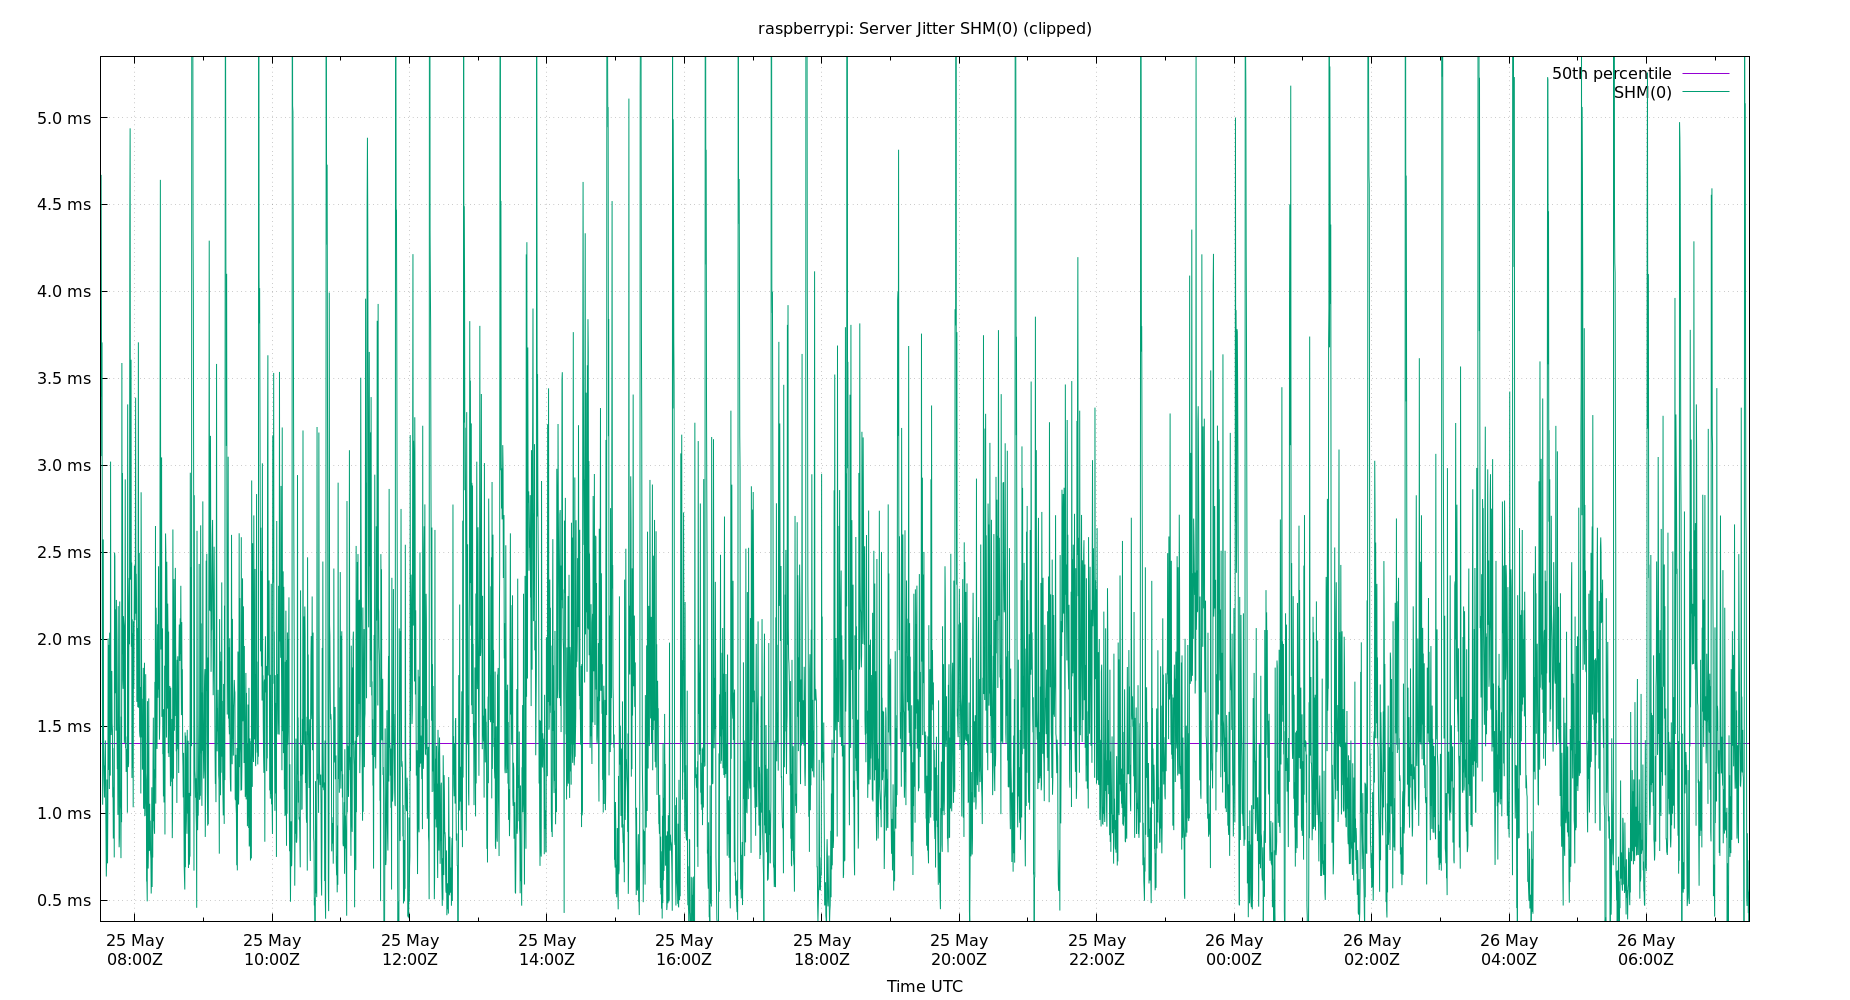 raspberrypi: Server Jitter SHM(0) (clipped)
50th percentile
SHM(0)
5.0 ms
4.5 ms
4.0 ms
3.5 ms
3.0 ms
2.5 ms
2.0 ms
1.5 ms
1.0 ms
0.5 ms
25 May 25 May 25 May 25 May 25 May 25 May 25 May 25 May 26 May 26 May 26 May 26 May
08:00Z 10:00Z 12:00Z 14:00Z 16:00Z 18:00Z 20:00Z 22:00Z 00:00Z 02:00Z 04:00Z 06:00Z
Time UTC